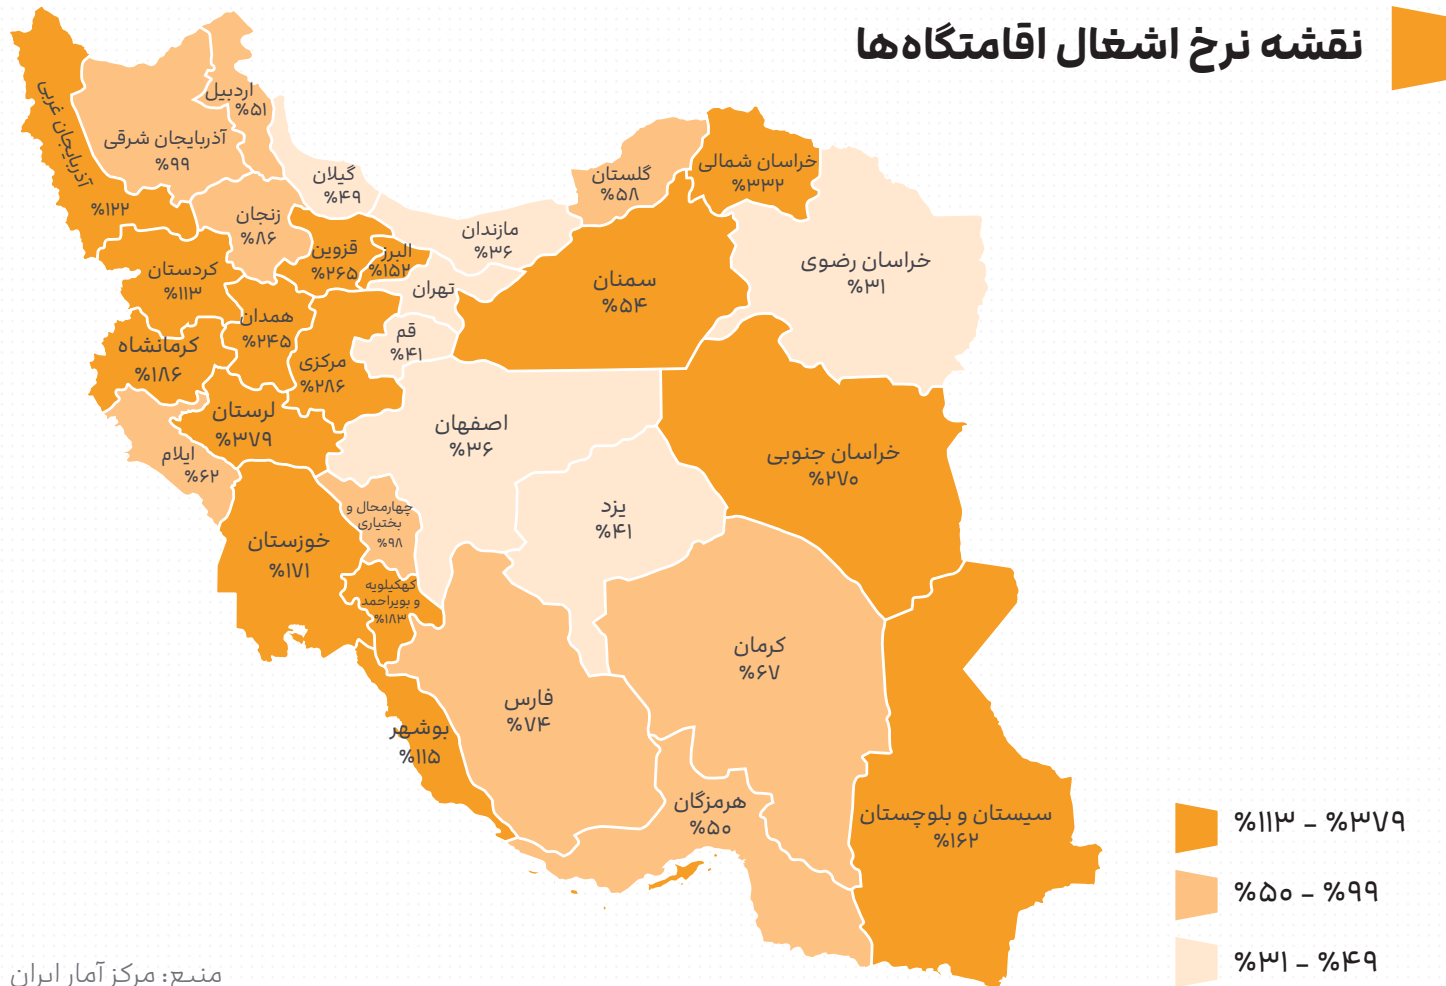 نقشه نرخ اشغال اقامتگاه‌ها
آذربایجان غربی
%۱۲۲
آذربایجان شرقی
%۹۹
اردبیل
%۵۱
گیلان
%۴۹
زنجان
%۸۶
قزوین
%۲۶۵
البرز
%۱۵۲
مازندان
%۳۶
تهران
گلستان
%۵۸
خراسان شمالی
%۳۳۲
خراسان رضوی
%۳۱
سمنان
%۵۴
کردستان
%۱۱۳
همدان
%۲۴۵
کرمانشاه
%۱۸۶
مرکزی
%۲۸۶
قم
%۴۱
لرستان
%۳۷۹
ایلام
%۶۲
اصفهان
%۳۶
خراسان جنوبی
%۲۷۰
یزد
%۴۱
چهارمحال و
بختیاری
%۹۸
خوزستان
%۱۷۱
کهکیلویه
و بویراحمد
%۱۸۳
کرمان
%۶۷
فارس
%۷۴
بوشهر
%۱۱۵
هرمزگان
%۵۰
سیستان و بلوچستان
%۱۶۲
%۱۱۳ - %۳۷۹
%۵۰ - %۹۹
%۳۱ - %۴۹
منبع: مرکز آمار ایران